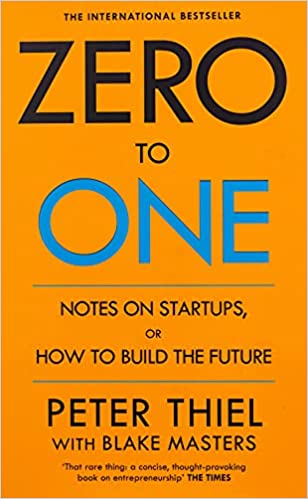 THE INTERNATIONAL BESTSELLER
ZERO
TO
ONE
NOTES ON STARTUPS,
OR
HOW TO BUILD THE FUTURE
PETER THIEL
WITH BLAKE MASTERS
'That rare thing: a concise, thought-provoking
book on entrepreneurship' THE TIMES